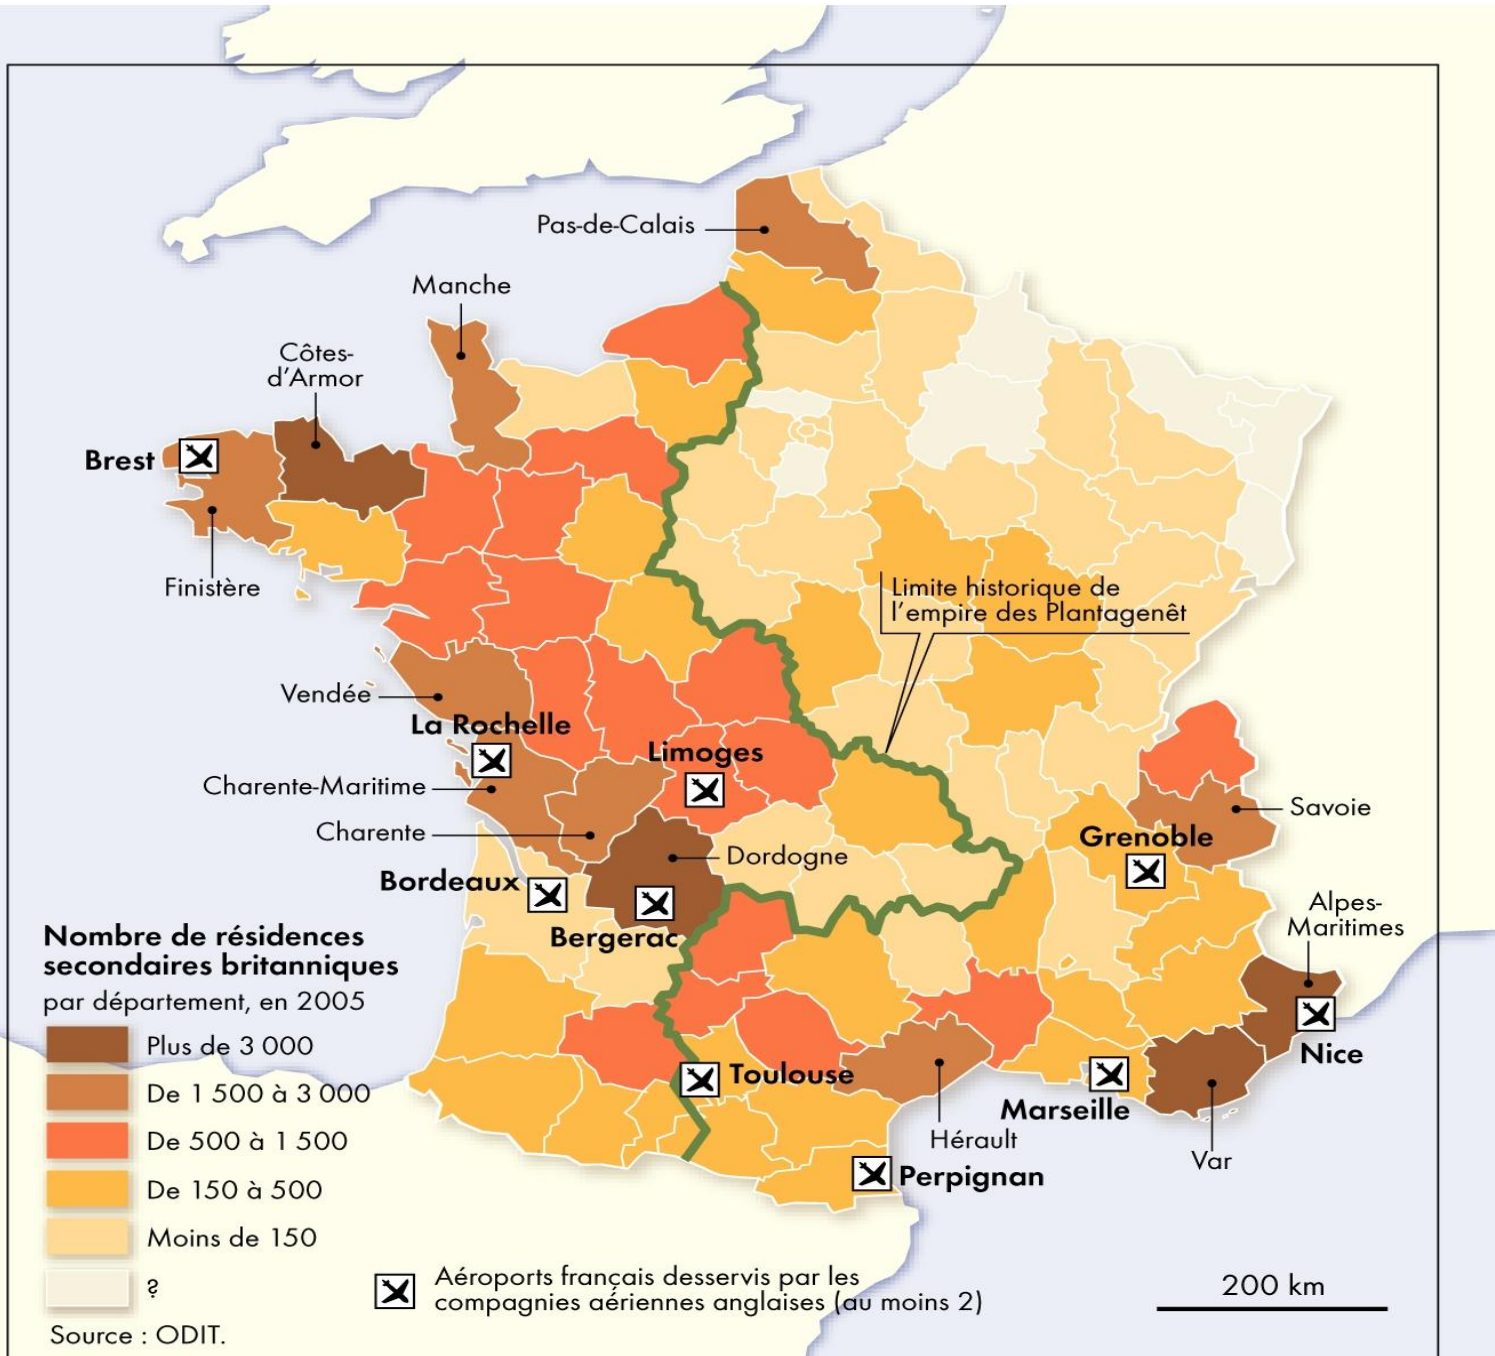 Pas-de-Calais
Manche
Côtes-
d'Armor
Brest
Finistère
Limite historique de
l'empire des Plantagenêt
Vendée
La Rochelle
Limoges
Charente-Maritime
Savoie
Charente
Grenoble
Dordogne
Bordeaux
Alpes-
Maritimes
Bergerac
Nombre de résidences
secondaires britanniques
par département, en 2005
Plus de 3 000
De 1 500 à 3 000
De 500 à 1 500
De 150 à 500
Moins de 150
?
Source : ODIT.
Nice
Toulouse
Marseille
Hérault
Var
Perpignan
Aéroports français desservis par les
compagnies aériennes anglaises (au moins 2)
200 km